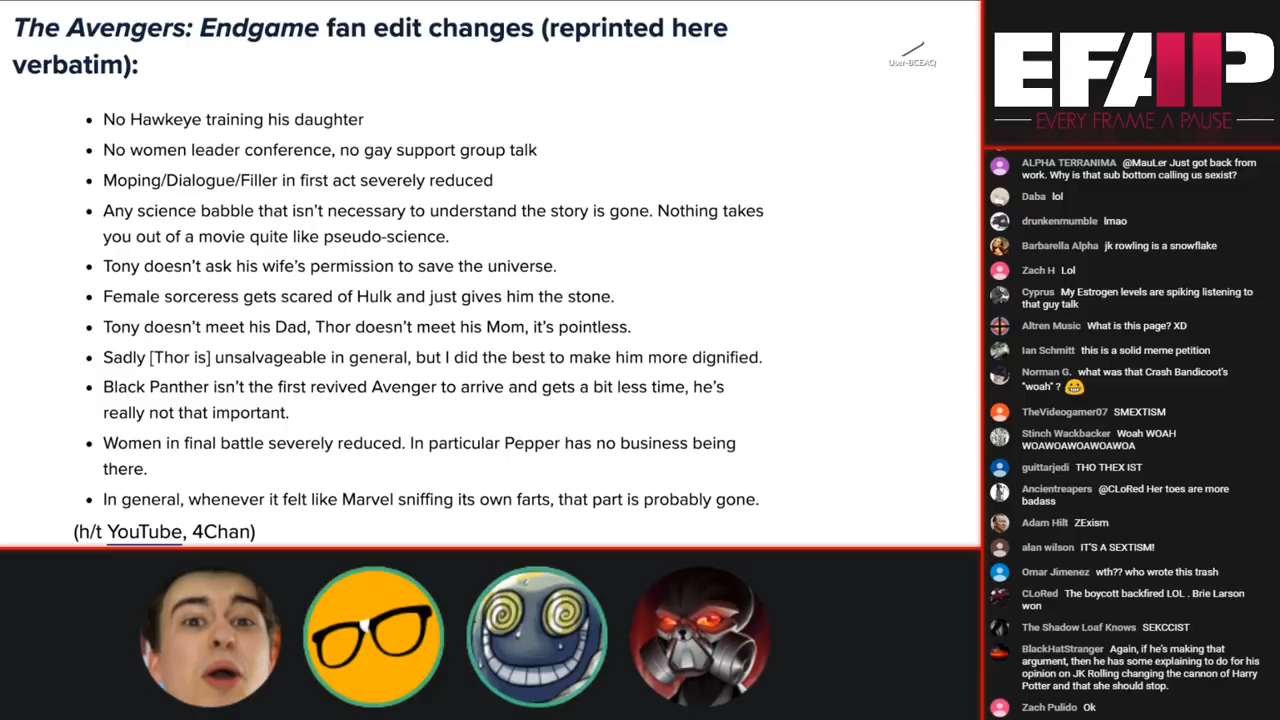 The Avengers: Endgame fan edit changes (reprinted here
verbatim):
User-BCEAQ
• No Hawkeye training his daughter
• No women leader conference, no gay support group talk
• Moping/Dialogue/Filler in first act severely reduced
• Any science babble that isn't necessary to understand the story is gone. Nothing takes
you out of a movie quite like pseudo-science.
• Tony doesn't ask his wife's permission to save the universe.
• Female sorceress gets scared of Hulk and just gives him the stone.
• Tony doesn't meet his Dad, Thor doesn't meet his Mom, it's pointless.
• Sadly [Thor is] unsalvageable in general, but I did the best to make him more dignified.
• Black Panther isn't the first revived Avenger to arrive and gets a bit less time, he's
really not that important.
• Women in final battle severely reduced. In particular Pepper has no business being
there.
• In general, whenever it felt like Marvel sniffing its own farts, that part is probably gone.
(h/t YouTube, 4Chan)
EFAP
EVERY FRAME A PAUSE
ALPHA TERRANIMA @MauLer Just got back from
work. Why is that sub bottom calling us sexist?
Daba lol
drunkenmumble lmao
Barbarella Alpha jk rowling is a snowflake
Zach H Lol
Cyprus My Estrogen levels are spiking listening to
that guy talk
Altren Music What is this page? XD
Ian Schmitt this is a solid meme petition
Norman G. what was that Crash Bandicoot's
"woah" ?
TheVideogamer07 SMEXTISM
Stinch Wackbacker Woah WOAH
WOAWOAWOAWOAWOA
guittarjedi THO THEX IST
Ancientreapers @CLoRed Her toes are more
badass
Adam Hilt ZExism
alan wilson IT'S A SEXTISM!
Omar Jimenez wth?? who wrote this trash
CLoRed The boycott backfired LOL . Brie Larson
won
The Shadow Loaf Knows SEKCCIST
BlackHatStranger Again, if he's making that
argument, then he has some explaining to do for his
opinion on JK Rolling changing the cannon of Harry
Potter and that she should stop.
Zach Pulido Ok